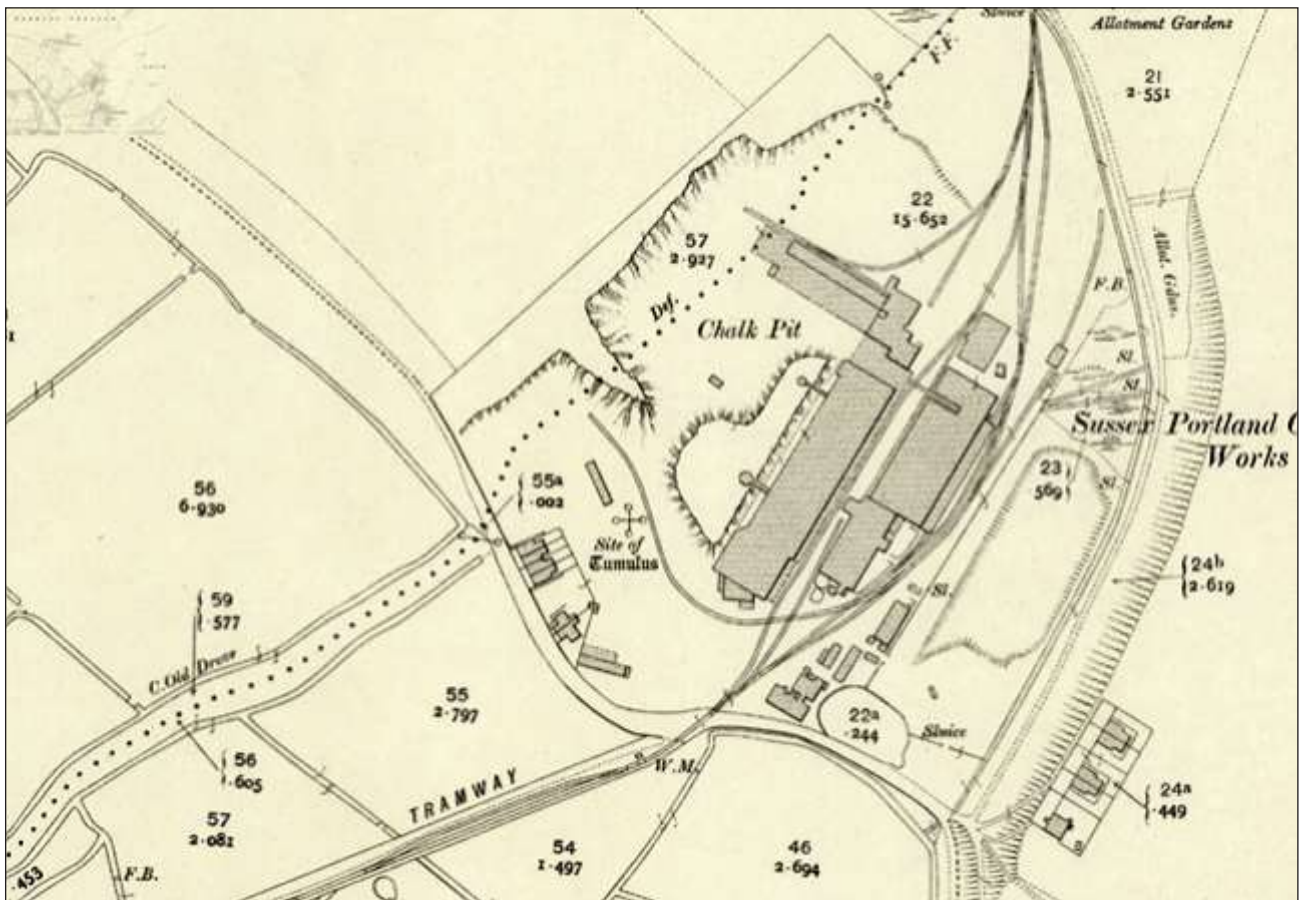 Sluice
Allotment Gardens
F.F.
21
2·551
22
15·652
57
2·927
Def.
Chalk Pit
Allot. Gdns.
F.B.
Sl.
Sl.
Sussex Portland C
Works
56
6·930
55a
·002
Site of
Tumulus
23
569
Sl.
24b
2·619
59
·577
Sl.
C. Old Drove
55
2·797
22a
·244
Sluice
W.M.
56
·605
TRAMWAY
24a
·449
57
2·081
54
1·497
46
2·694
·453
F.B.